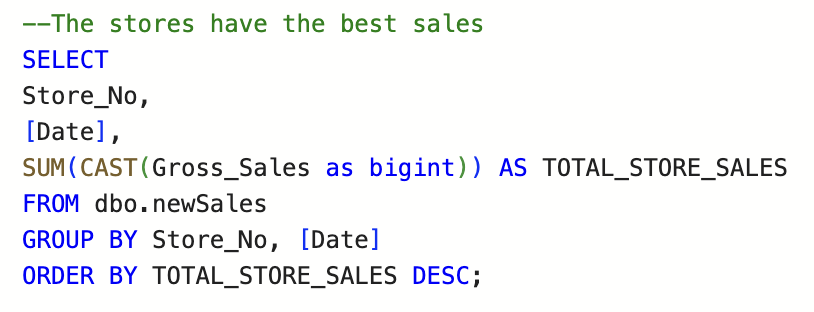 --The stores have the best sales
SELECT
Store_No,
[Date],
SUM(CAST(Gross_Sales as bigint)) AS TOTAL_STORE_SALES
FROM dbo.newSales
GROUP BY Store_No, [Date]
ORDER BY TOTAL_STORE_SALES DESC;